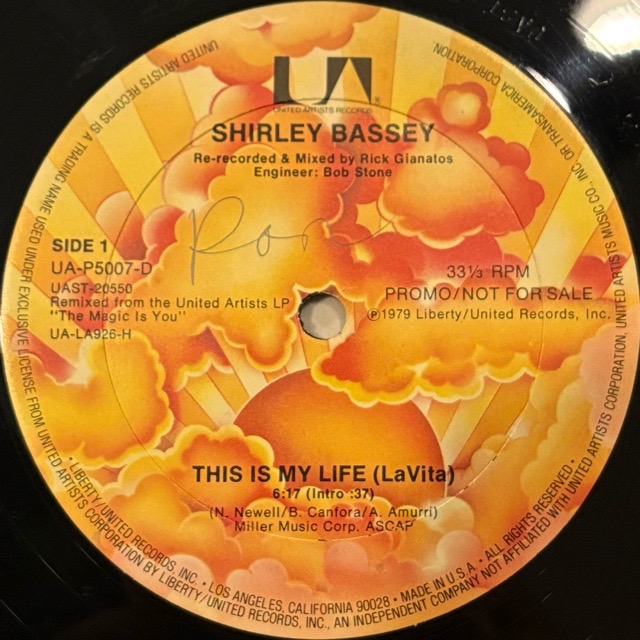 UA
UNITED ARTISTS RECORDS
SHIRLEY BASSEY
Re-recorded & Mixed by Rick Gianatos
Engineer: Bob Stone
SIDE 1
UA-P5007-D
UAST-20550
Remixed from the United Artists LP
"The Magic Is You"
UA-LA926-H
33⅓ RPM
PROMO/NOT FOR SALE
℗1979 Liberty/United Records, Inc.
THIS IS MY LIFE (LaVita)
6:17 (Intro :37)
(N. Newell/B. Canfora/A. Amurri)
Miller Music Corp. ASCAP
• LIBERTY/UNITED RECORDS INC. • LOS ANGELES, CALIFORNIA 90028 • MADE IN U.S.A. • ALL RIGHTS RESERVED •
UNITED ARTISTS RECORDS IS A TRADING NAME USED UNDER EXCLUSIVE LICENSE FROM UNITED ARTISTS CORPORATION BY LIBERTY/UNITED RECORDS, INC., AN INDEPENDENT COMPANY NOT AFFILIATED WITH UNITED ARTISTS CORPORATION, UNITED ARTISTS MUSIC CO., INC. OR TRANSAMERICA CORPORATION.